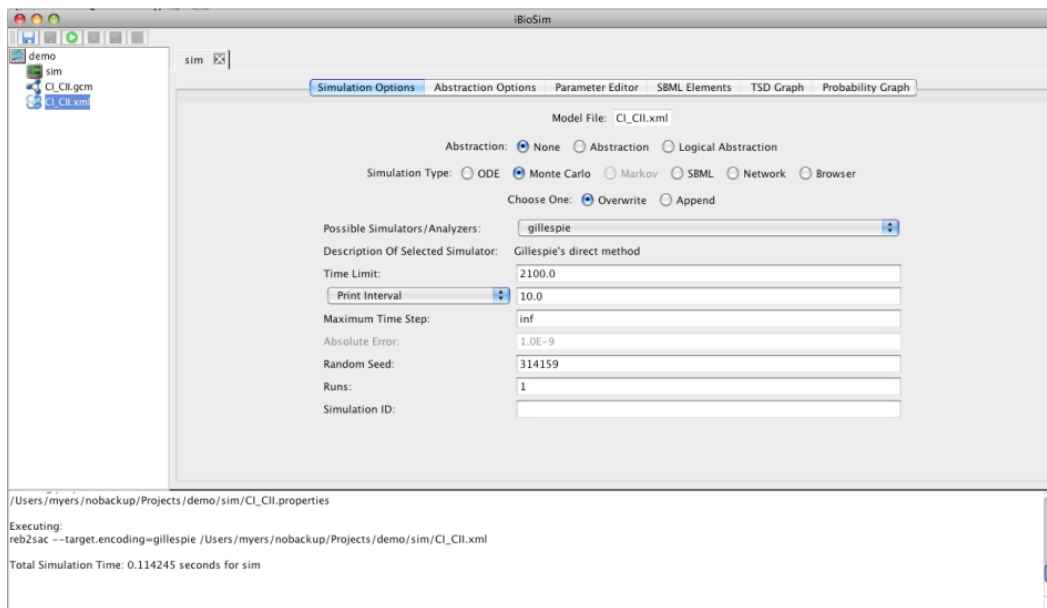 iBioSim
demo
sim
CI_CII.gcm
CI_CII.xml
sim
Simulation Options Abstraction Options Parameter Editor SBML Elements TSD Graph Probability Graph
Model File: CI_CII.xml
Abstraction: None Abstraction Logical Abstraction
Simulation Type: ODE Monte Carlo Markov SBML Network Browser
Choose One: Overwrite Append
Possible Simulators/Analyzers: gillespie
Description Of Selected Simulator: Gillespie's direct method
Time Limit: 2100.0
Print Interval 10.0
Maximum Time Step: inf
Absolute Error: 1.0E-9
Random Seed: 314159
Runs: 1
Simulation ID:
/Users/myers/nobackup/Projects/demo/sim/CI_CII.properties
Executing:
reb2sac --target.encoding=gillespie /Users/myers/nobackup/Projects/demo/sim/CI_CII.xml
Total Simulation Time: 0.114245 seconds for sim